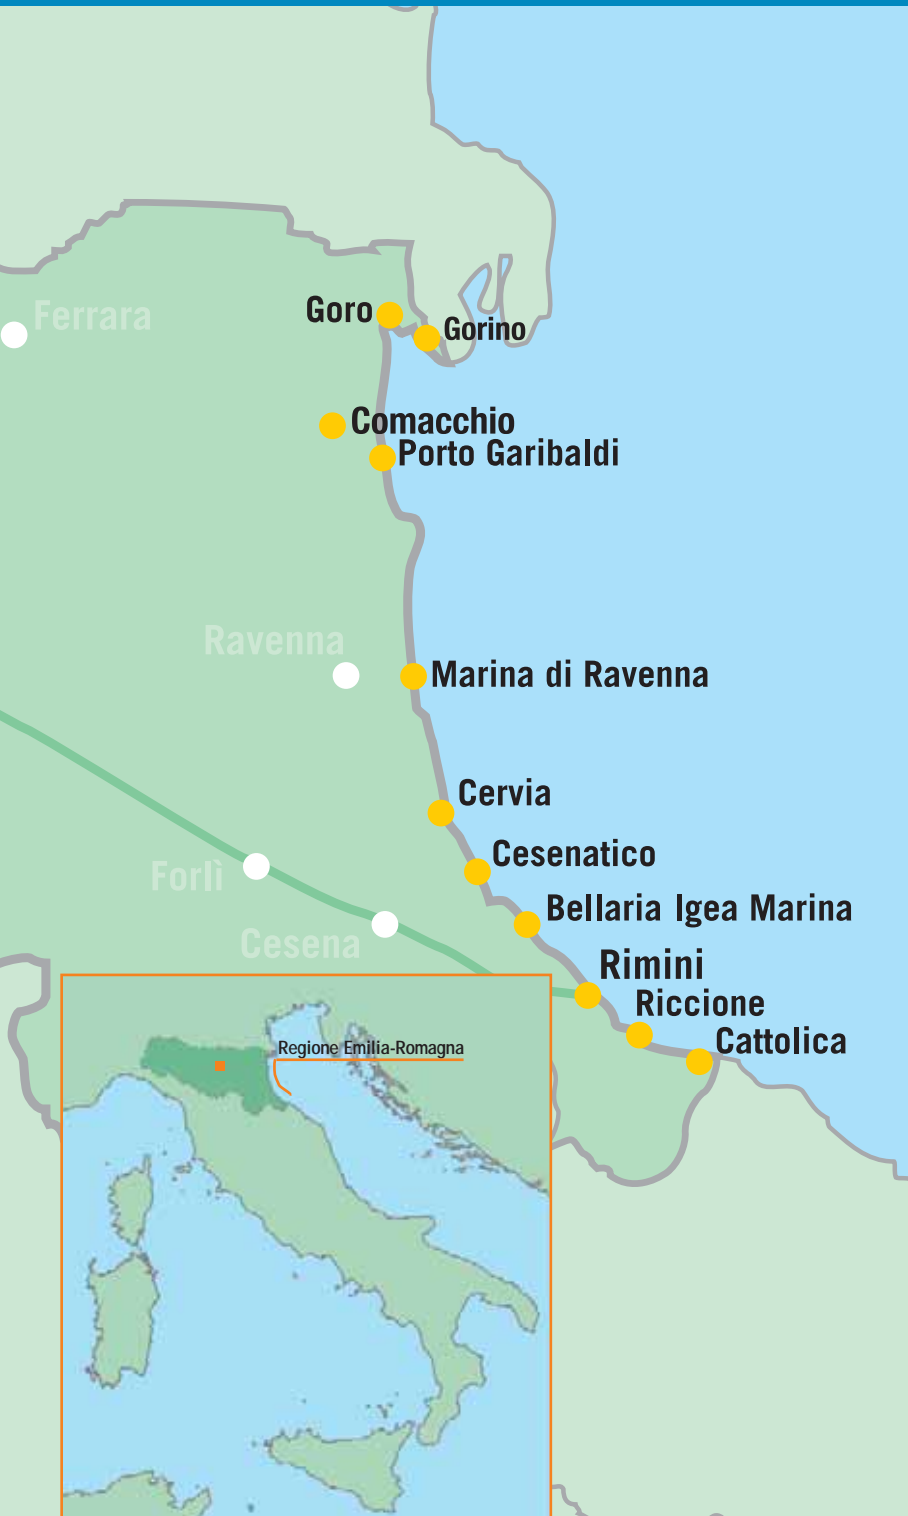 Ferrara
Goro
Gorino
Comacchio
Porto Garibaldi
Ravenna
Marina di Ravenna
Cervia
Cesenatico
Forlì
Bellaria Igea Marina
Cesena
Rimini
Riccione
Cattolica
Regione Emilia-Romagna